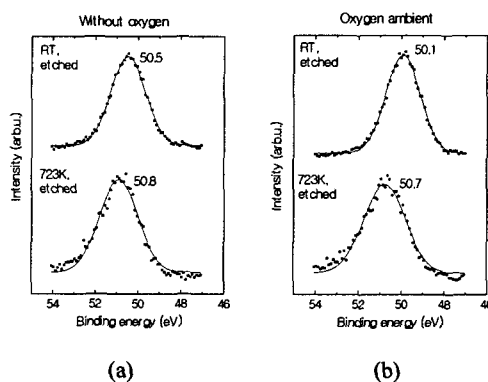 Without oxygen
RT,
etched
50.5
723K,
etched
50.8
Intensity (arb.u.)
54 52 50 48 46
Binding energy (eV)
(a)
Oxygen ambient
RT,
etched
50.1
723K,
etched
50.7
Intensity (arb.u.)
54 52 50 48 46
Binding energy (eV)
(b)